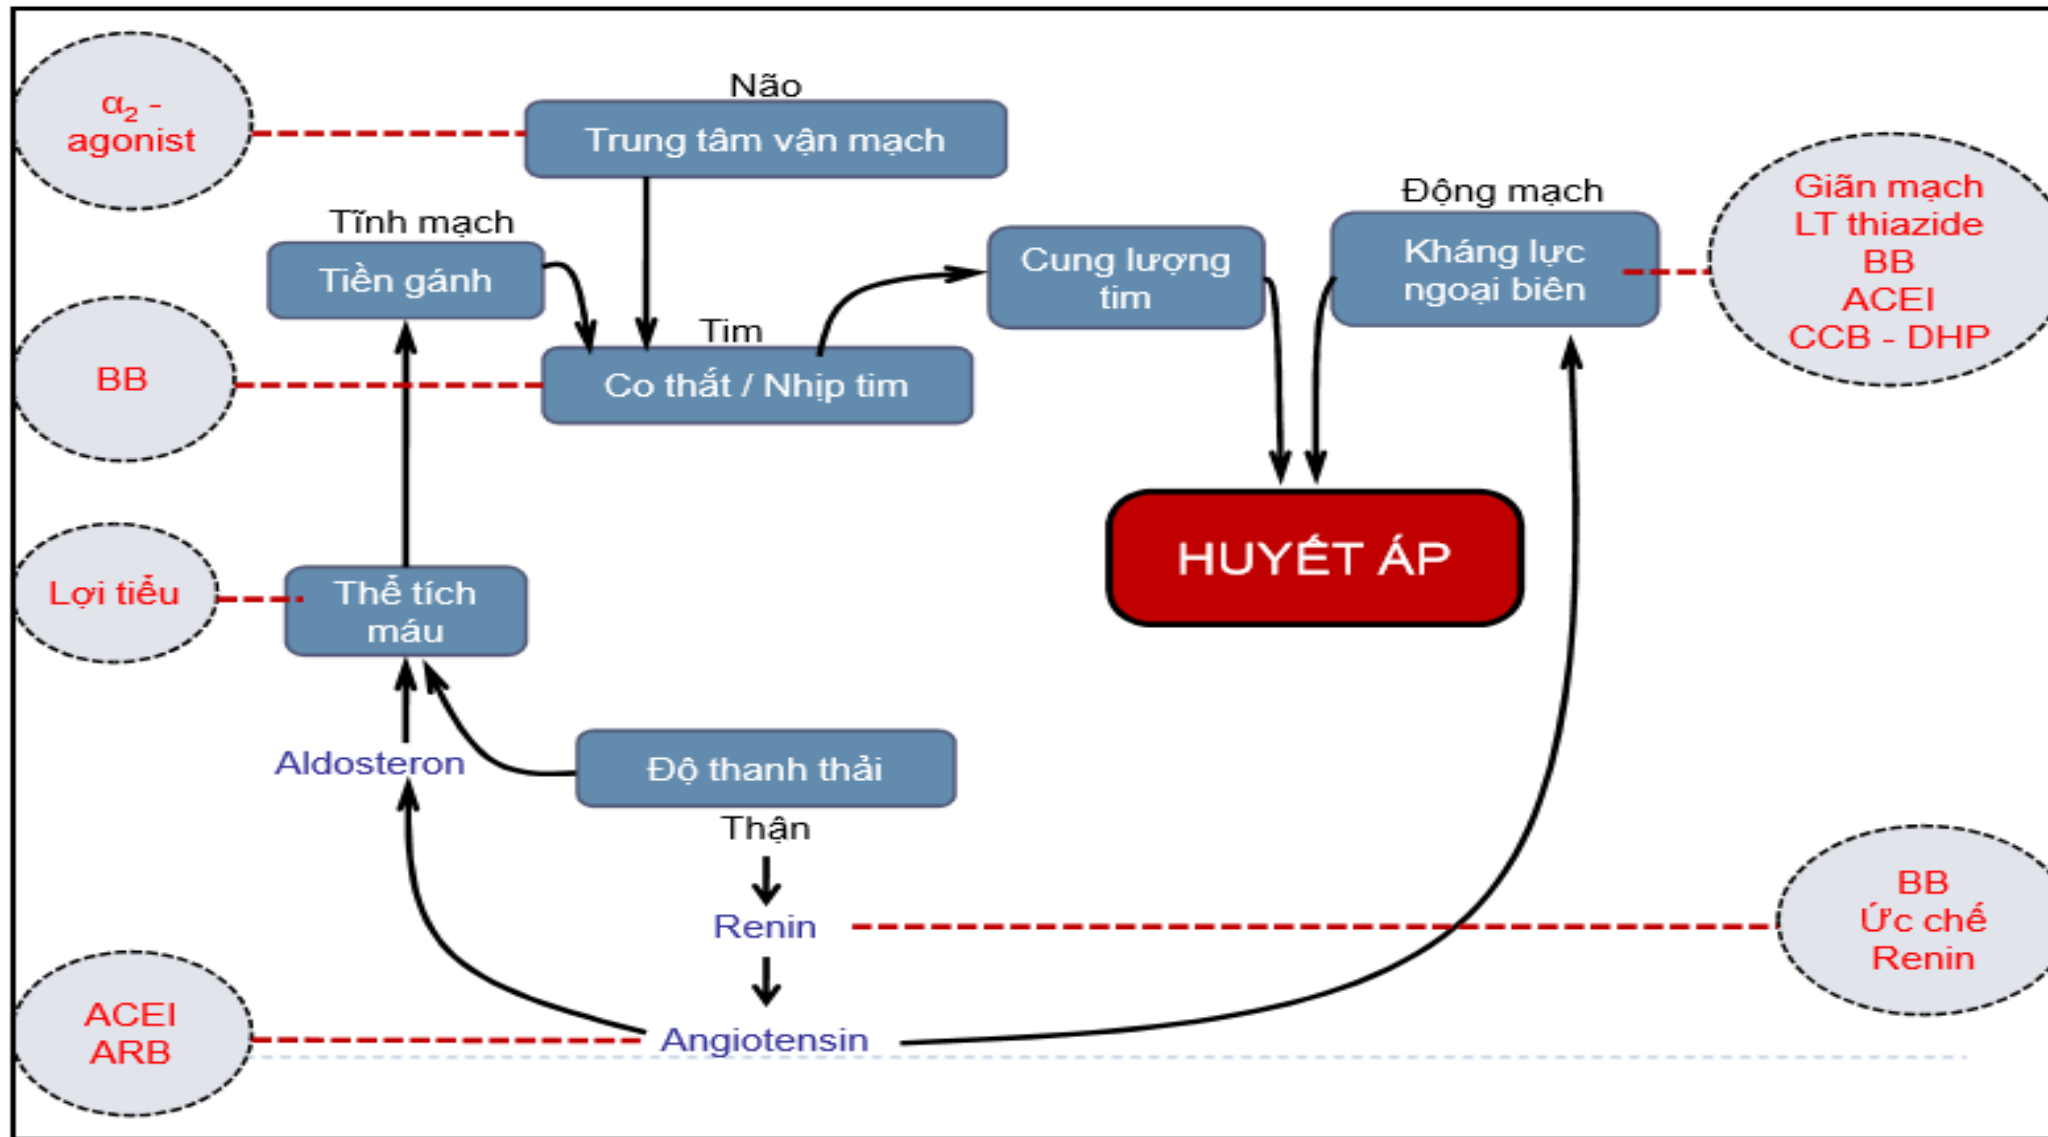 α₂ -
agonist
Não
Trung tâm vận mạch
Động mạch
Kháng lực
ngoại biên
Giãn mạch
LT thiazide
BB
ACEI
CCB - DHP
Tĩnh mạch
Tiền gánh
Cung lượng
tim
BB
Tim
Co thắt / Nhịp tim
HUYẾT ÁP
Lợi tiểu
Thể tích
máu
Aldosteron
Độ thanh thải
Thận
Renin
BB
Ức chế
Renin
ACEI
ARB
Angiotensin